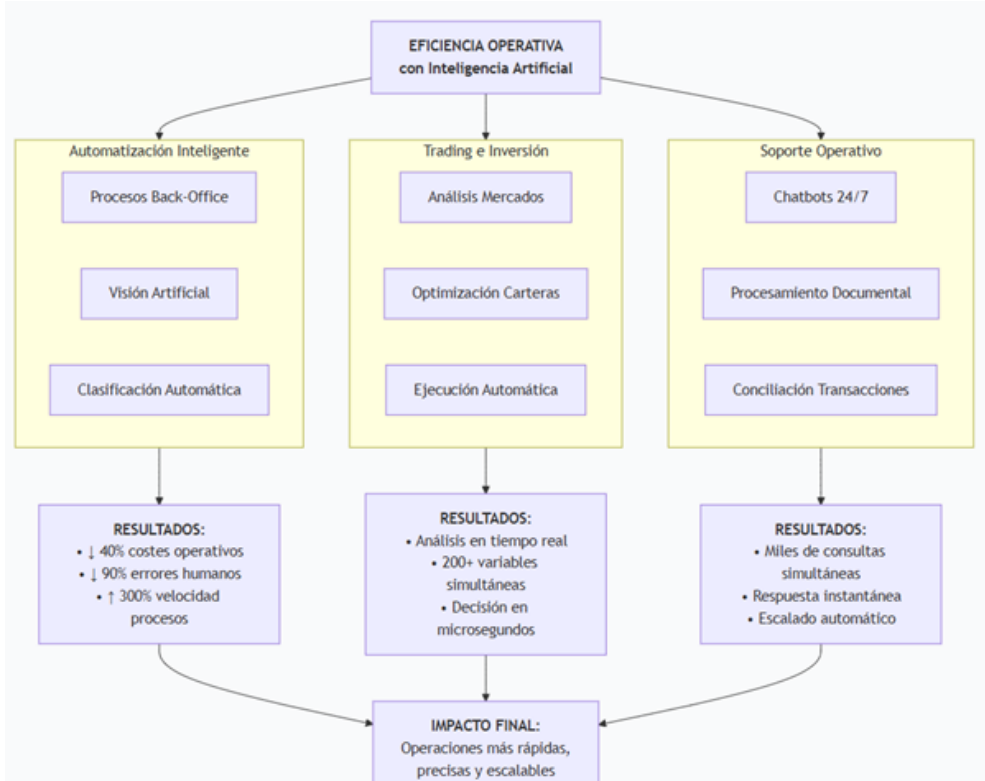 EFICIENCIA OPERATIVA
con Inteligencia Artificial
Automatización Inteligente
Procesos Back-Office
Visión Artificial
Clasificación Automática
Trading e Inversión
Análisis Mercados
Optimización Carteras
Ejecución Automática
Soporte Operativo
Chatbots 24/7
Procesamiento Documental
Conciliación Transacciones
RESULTADOS:
• ↓ 40% costes operativos
• ↓ 90% errores humanos
• ↑ 300% velocidad
procesos
RESULTADOS:
• Análisis en tiempo real
• 200+ variables
simultáneas
• Decisión en
microsegundos
RESULTADOS:
• Miles de consultas
simultáneas
• Respuesta instantánea
• Escalado automático
IMPACTO FINAL:
Operaciones más rápidas,
precisas y escalables